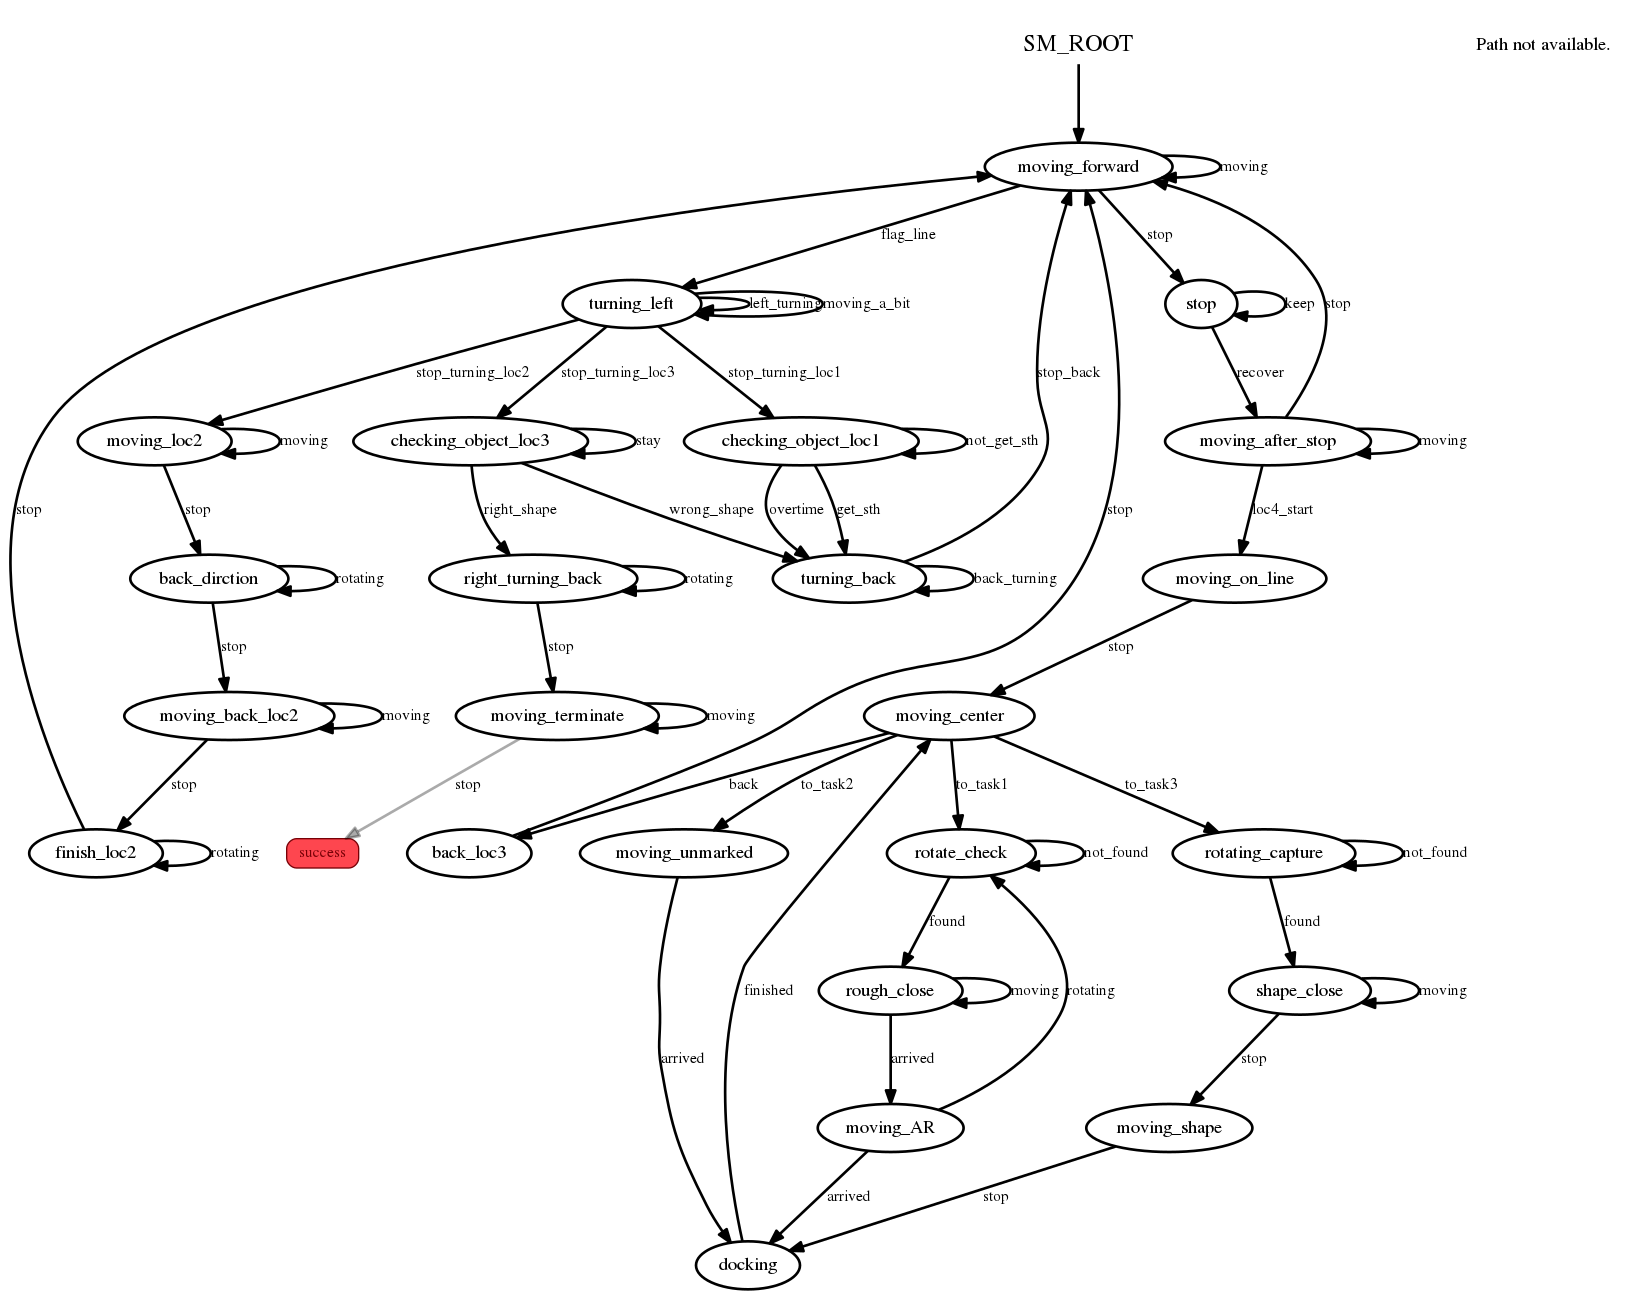 SM_ROOT
Path not available.
moving_forward
moving
flag_line
stop
turning_left
left_turning
moving_a_bit
stop
keep
stop
stop_turning_loc2
stop_turning_loc3
stop_turning_loc1
stop_back
recover
moving_loc2
moving
checking_object_loc3
stay
checking_object_loc1
not_get_sth
moving_after_stop
moving
stop
stop
right_shape
wrong_shape
overtime
get_sth
stop
loc4_start
back_dirction
rotating
right_turning_back
rotating
turning_back
back_turning
moving_on_line
stop
stop
stop
moving_back_loc2
moving
moving_terminate
moving
moving_center
stop
stop
back
to_task2
to_task1
to_task3
finish_loc2
rotating
success
back_loc3
moving_unmarked
rotate_check
not_found
rotating_capture
not_found
found
found
finished
rough_close
moving
rotating
shape_close
moving
arrived
arrived
stop
moving_AR
moving_shape
arrived
stop
docking